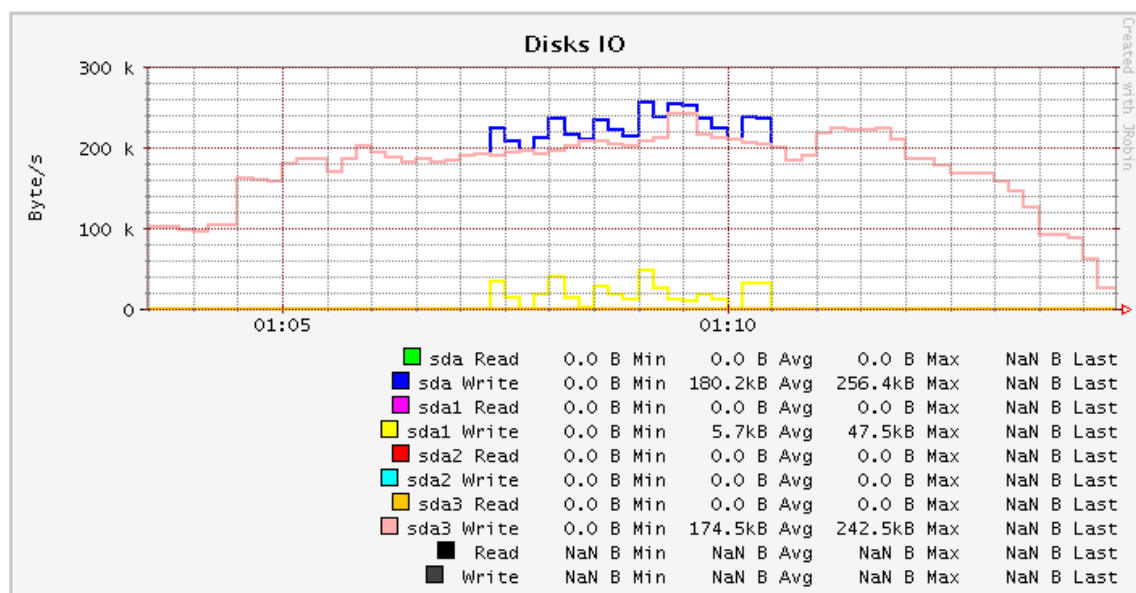 Disks IO
Created with JRobin
Byte/s
300 k
200 k
100 k
0
01:05 01:10
sda Read 0.0 B Min 0.0 B Avg 0.0 B Max NaN B Last
sda Write 0.0 B Min 180.2kB Avg 256.4kB Max NaN B Last
sda1 Read 0.0 B Min 0.0 B Avg 0.0 B Max NaN B Last
sda1 Write 0.0 B Min 5.7kB Avg 47.5kB Max NaN B Last
sda2 Read 0.0 B Min 0.0 B Avg 0.0 B Max NaN B Last
sda2 Write 0.0 B Min 0.0 B Avg 0.0 B Max NaN B Last
sda3 Read 0.0 B Min 0.0 B Avg 0.0 B Max NaN B Last
sda3 Write 0.0 B Min 174.5kB Avg 242.5kB Max NaN B Last
Read NaN B Min NaN B Avg NaN B Max NaN B Last
Write NaN B Min NaN B Avg NaN B Max NaN B Last